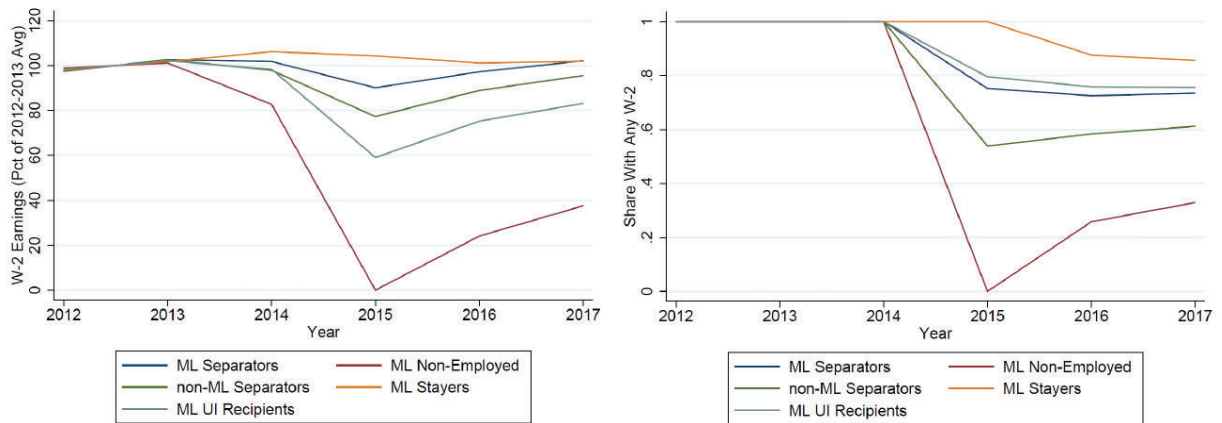 W-2 Earnings (Pct of 2012-2013 Avg)
120
100
80
60
40
20
0
2012
2013
2014
2015
2016
2017
Year
ML Separators
ML Non-Employed
non-ML Separators
ML Stayers
ML UI Recipients
Share With Any W-2
1
.8
.6
.4
.2
0
2012
2013
2014
2015
2016
2017
Year
ML Separators
ML Non-Employed
non-ML Separators
ML Stayers
ML UI Recipients